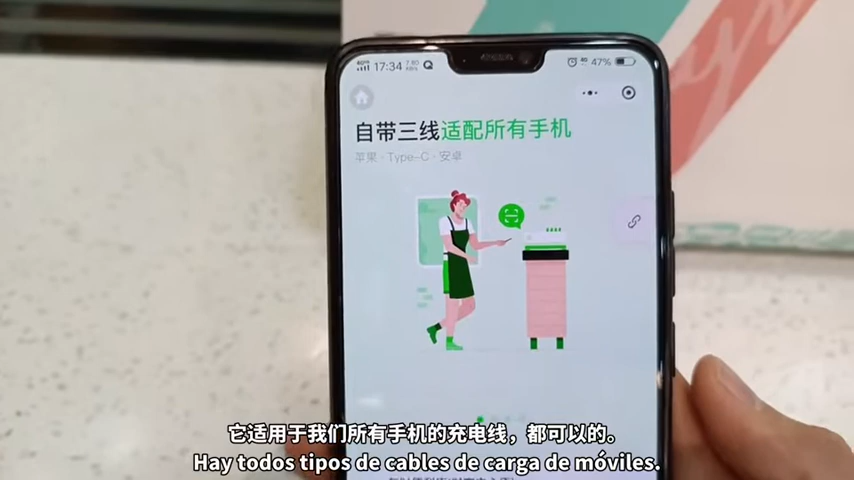 17:34
47%
自带三线适配所有手机
苹果 · Type-C · 安卓
它适用于我们所有手机的充电线，都可以的。
Hay todos tipos de cables de carga de móviles.